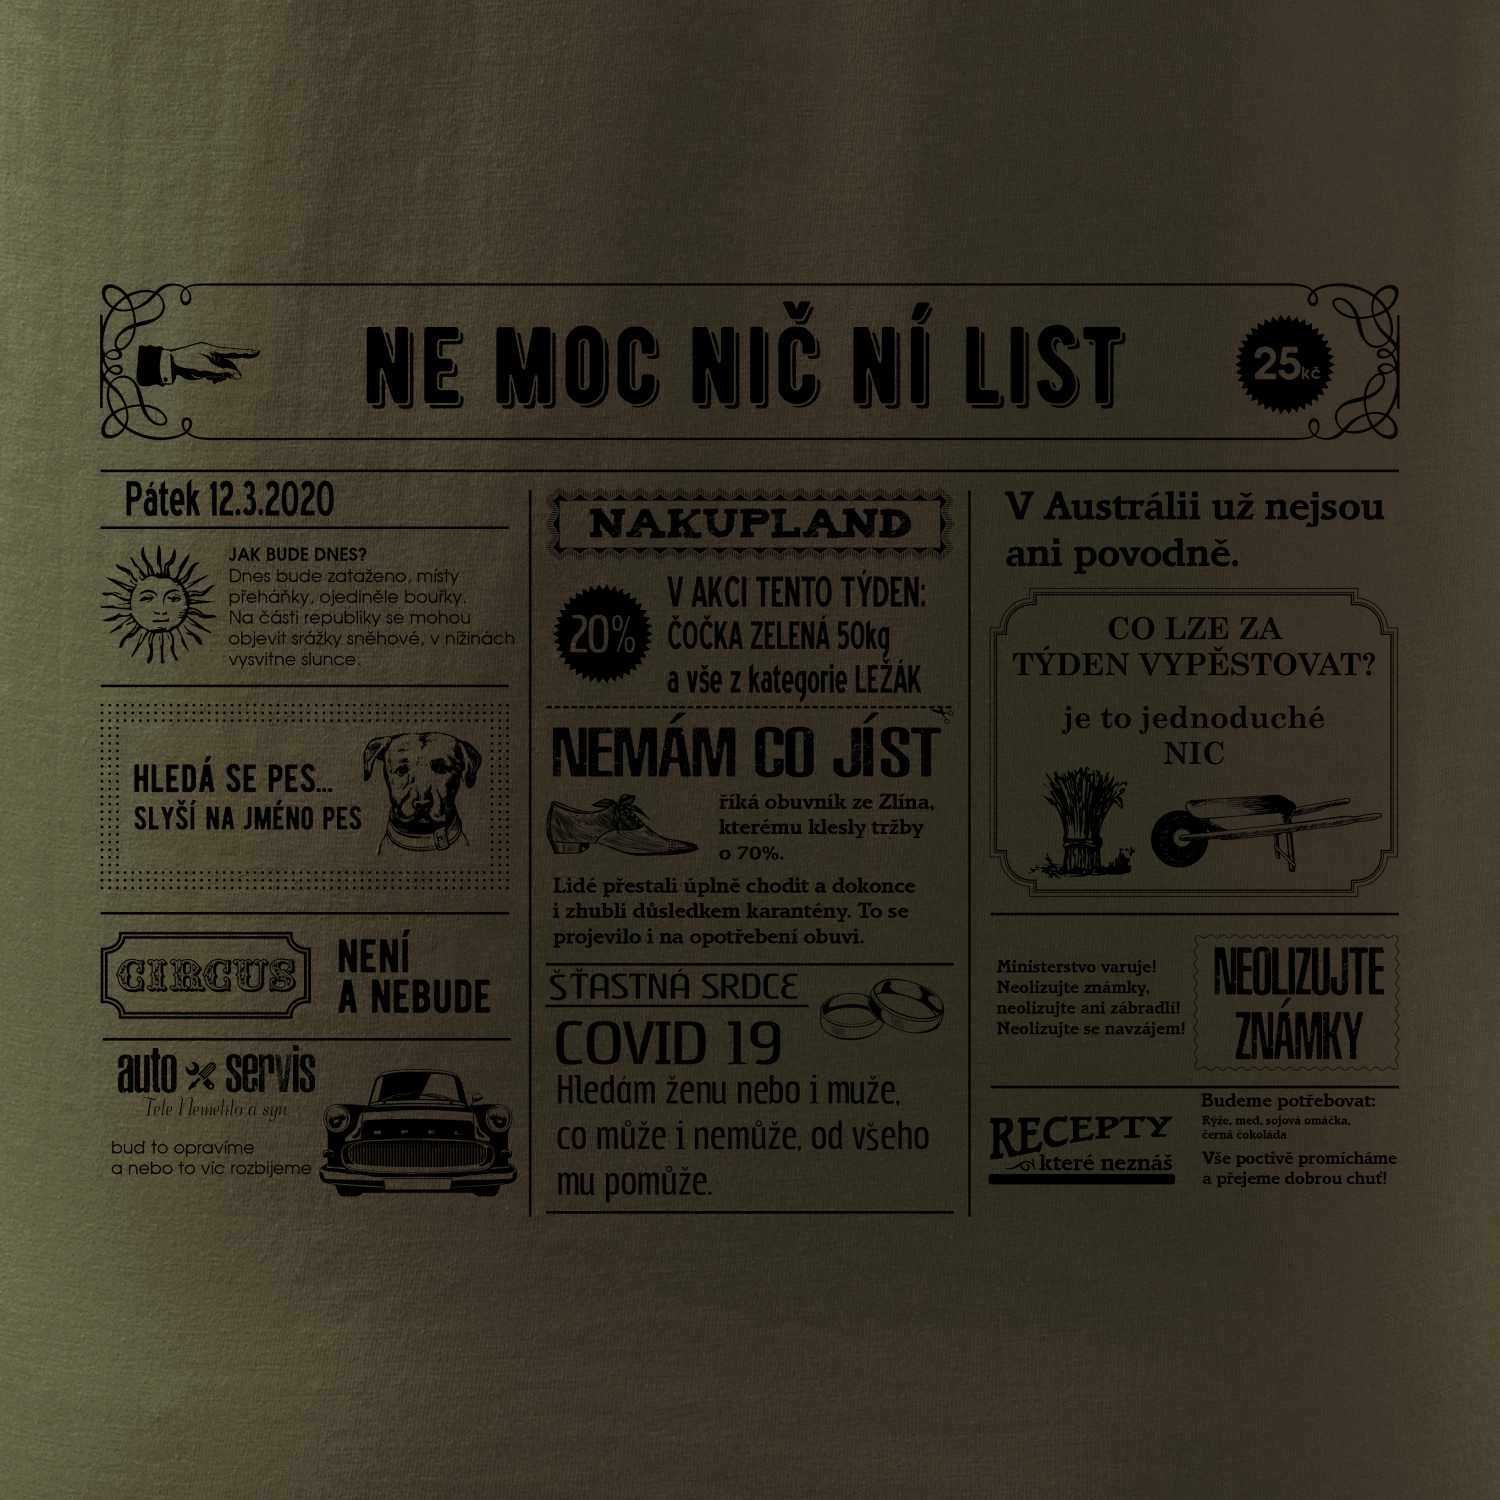 NE MOC NIČ NÍ LIST
25kč
Pátek 12.3.2020
JAK BUDE DNES?
Dnes bude zataženo, místy
přeháňky, ojediněle bouřky.
Na části republiky se mohou
objevit srážky sněhové, v nížinách
vysvitne slunce.
HLEDÁ SE PES...
SLYŠÍ NA JMÉNO PES
CIRCUS
NENÍ
A NEBUDE
auto servis
a syn
bud to opravíme
a nebo to víc rozbijeme
OPEL
NAKUPLAND
20%
V AKCI TENTO TÝDEN:
ČOČKA ZELENÁ 50kg
a vše z kategorie LEŽÁK
NEMÁM CO JÍST
říká obuvník ze Zlína,
kterému klesly tržby
o 70%.
Lidé přestali úplně chodit a dokonce
i zhubli důsledkem karantény. To se
projevilo i na opotřebení obuvi.
ŠŤASTNÁ SRDCE
COVID 19
Hledám ženu nebo i muže,
co může i nemůže, od všeho
mu pomůže.
V Austrálii už nejsou
ani povodně.
CO LZE ZA
TÝDEN VYPĚSTOVAT?
je to jednoduché
NIC
Ministerstvo varuje!
Neolizujte známky,
neolizujte ani zábradlí!
Neolizujte se navzájem!
NEOLIZUJTE
ZNÁMKY
RECEPTY
které neznáš
Budeme potřebovat:
Rýže, med, sojová omáčka,
černá čokoláda
Vše poctivě promícháme
a přejeme dobrou chuť!